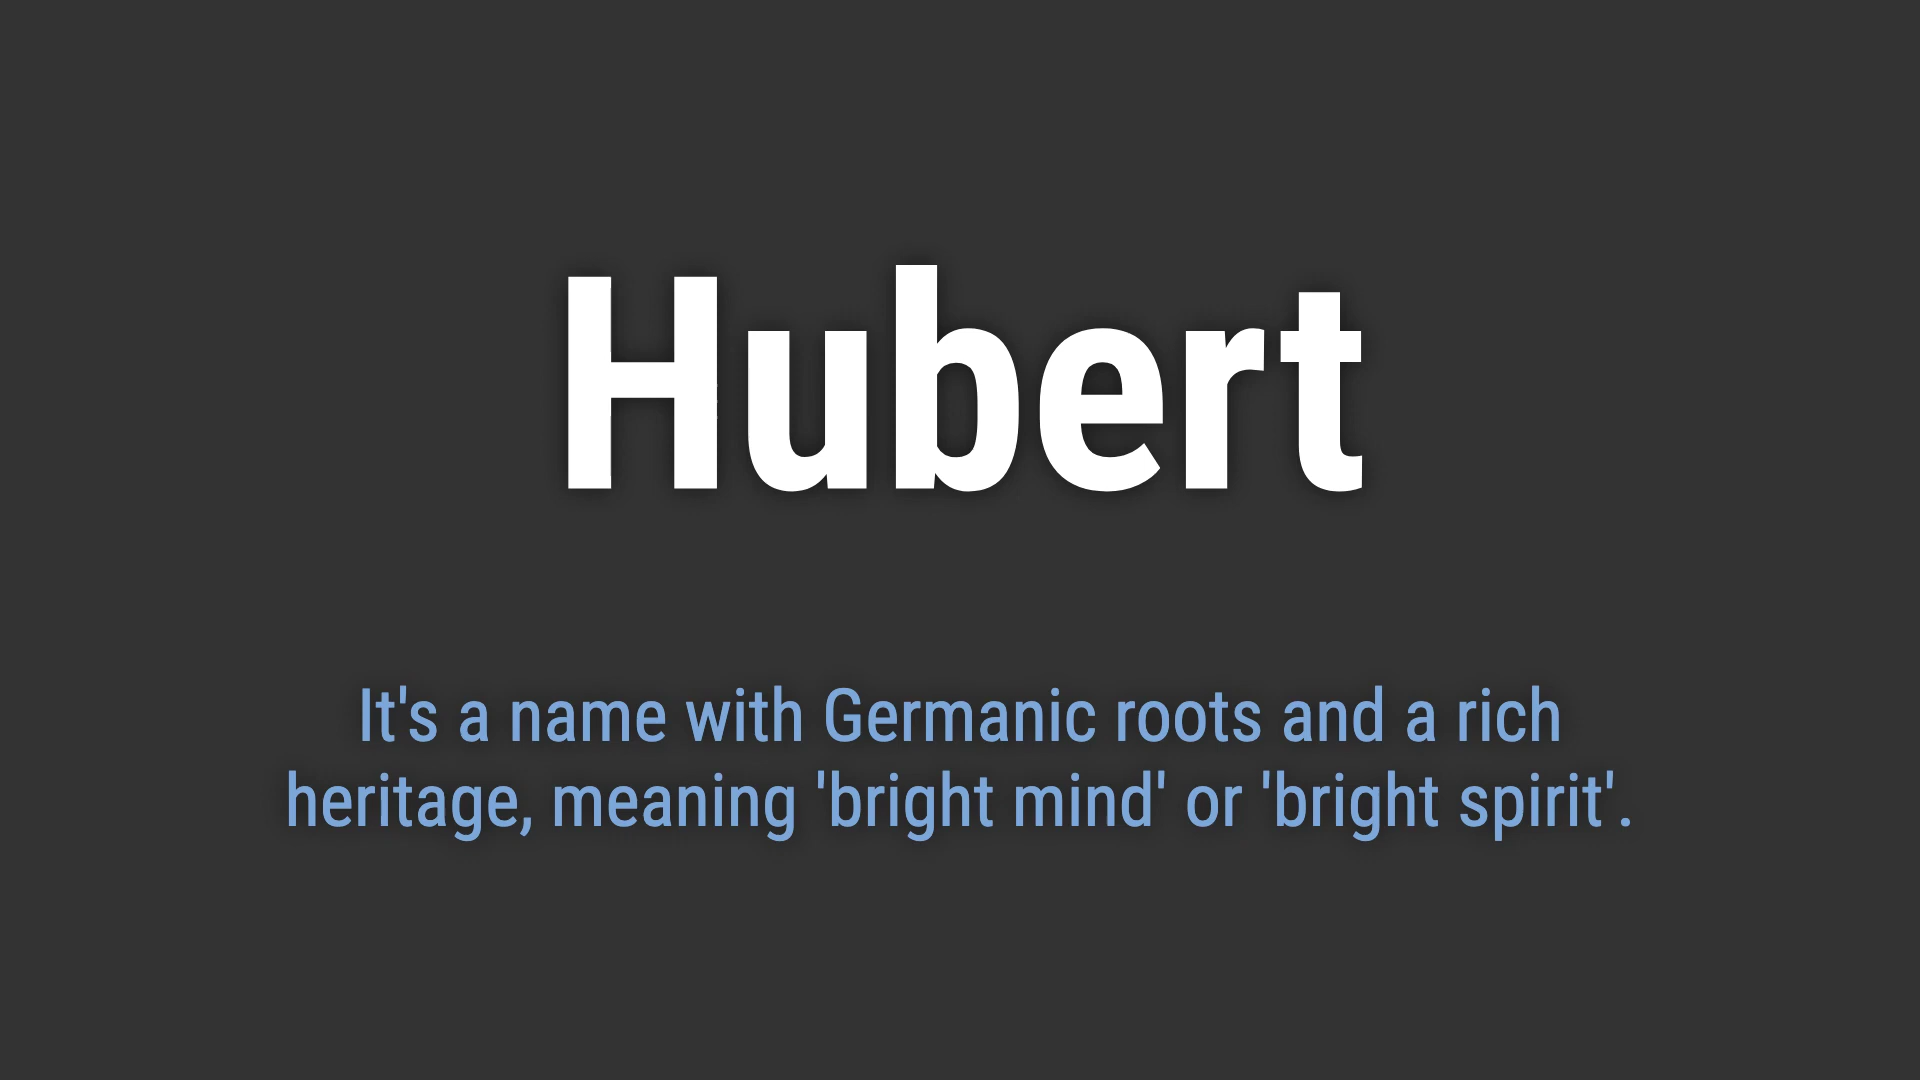 Hubert
It's a name with Germanic roots and a rich
heritage, meaning 'bright mind' or 'bright spirit'.